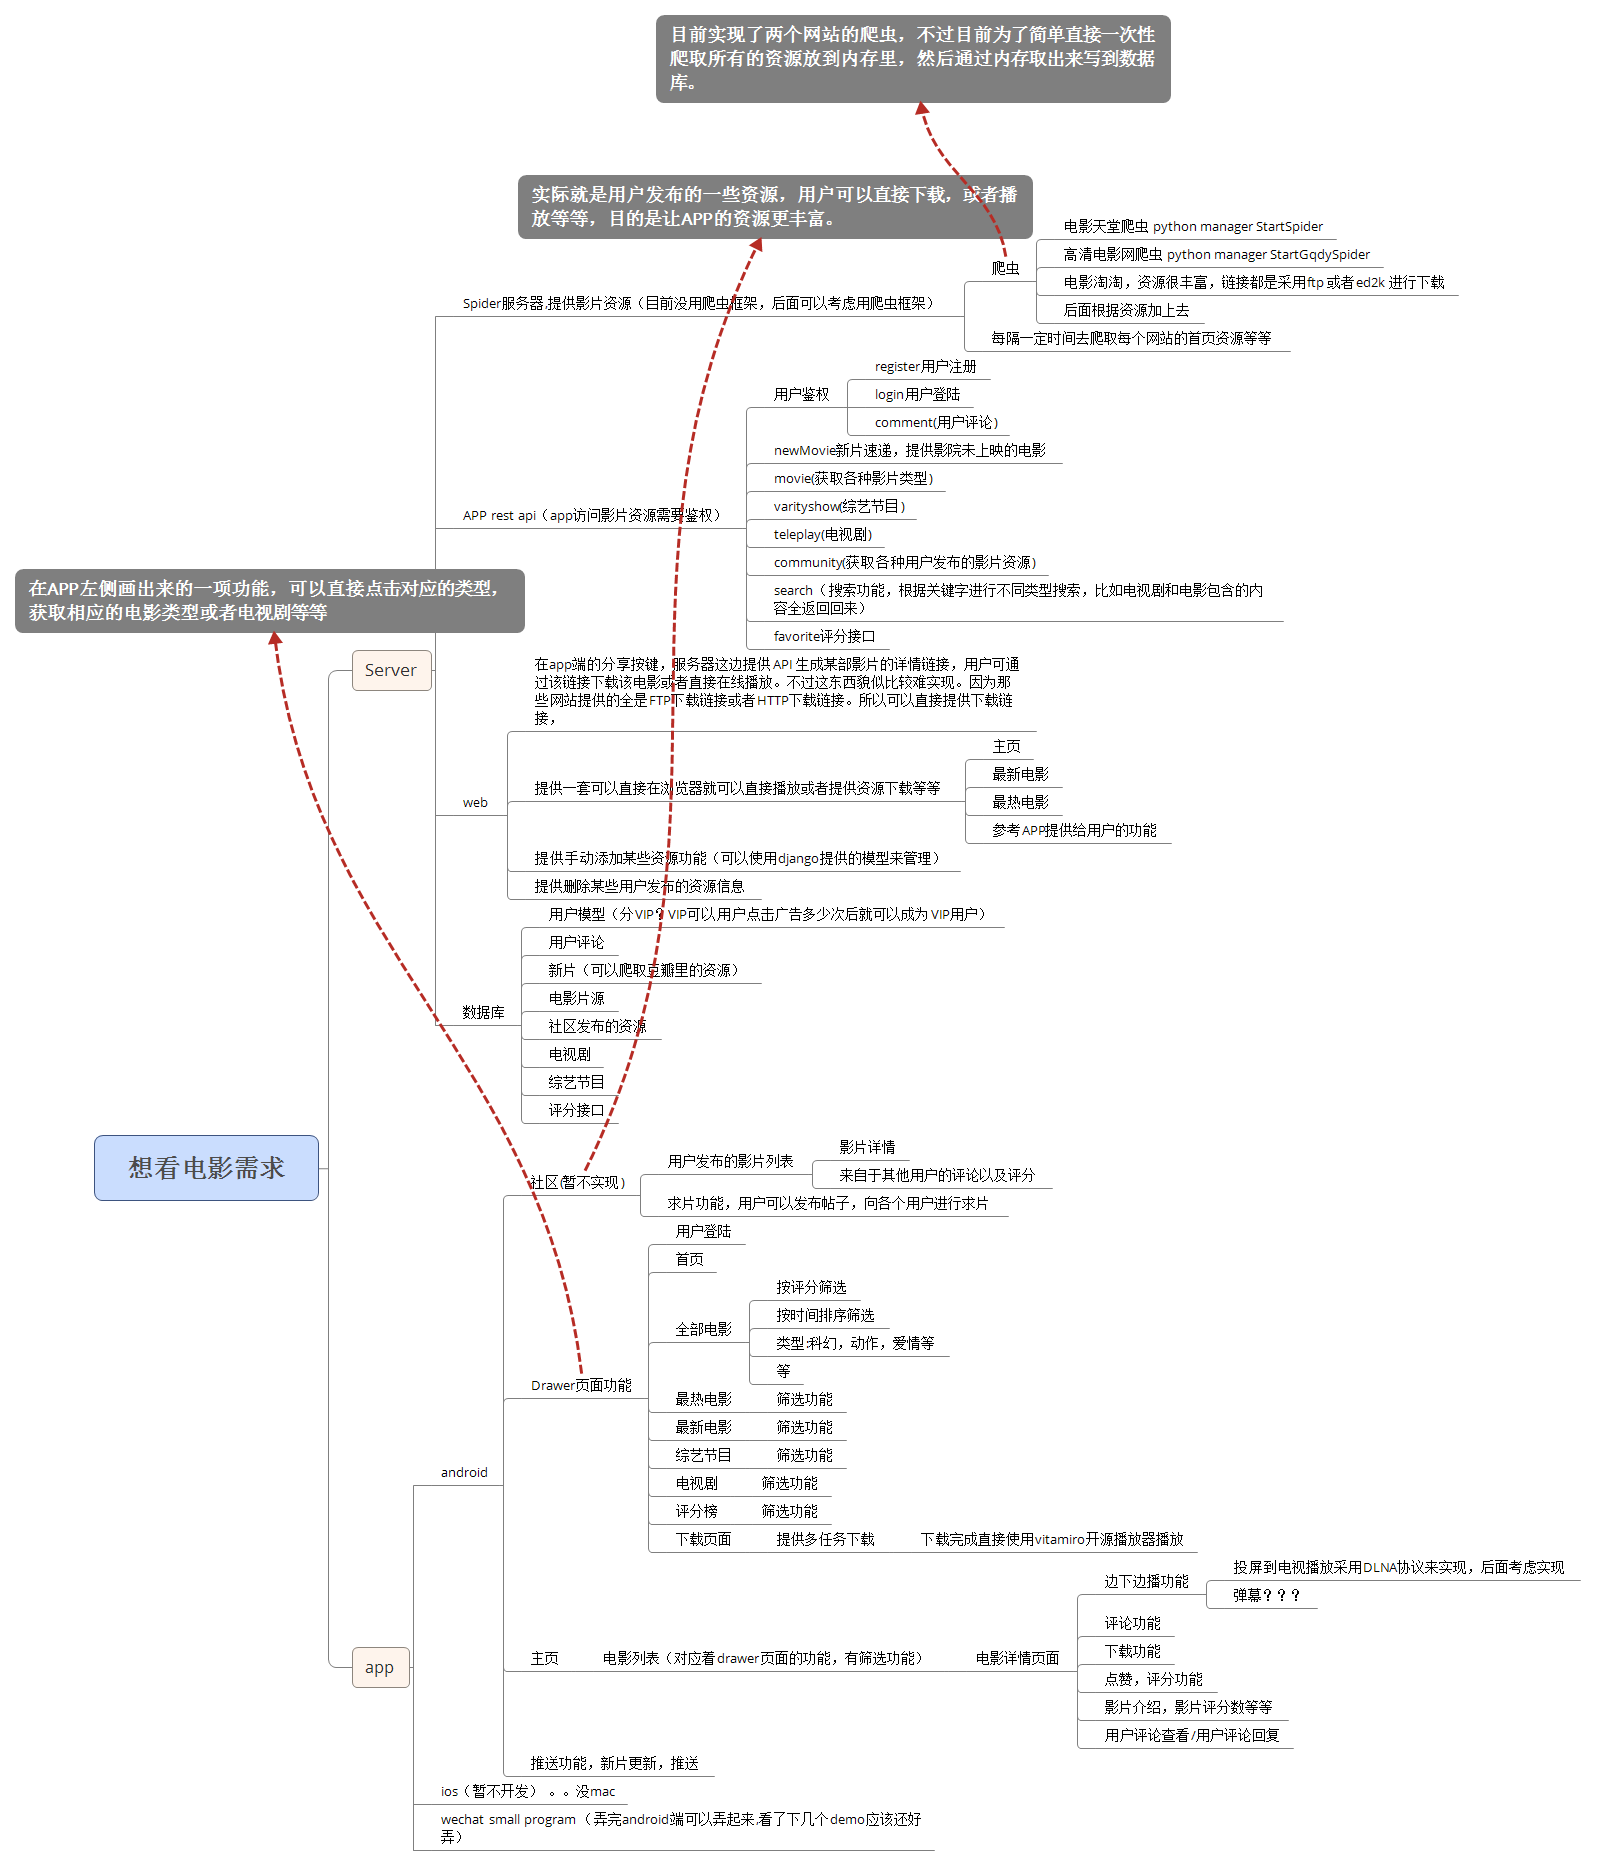 目前实现了两个网站的爬虫，不过目前为了简单直接一次性
爬取所有的资源放到内存里，然后通过内存取出来写到数据
库。
实际就是用户发布的一些资源，用户可以直接下载，或者播
放等等，目的是让APP的资源更丰富。
电影天堂爬虫 python manager StartSpider
高清电影网爬虫 python manager StartGqdySpider
爬虫
电影淘淘，资源很丰富，链接都是采用ftp 或者ed2k 进行下载
Spider服务器,提供影片资源（目前没用爬虫框架，后面可以考虑用爬虫框架）
后面根据资源加上去
每隔一定时间去爬取每个网站的首页资源等等
register用户注册
用户鉴权
login用户登陆
comment(用户评论)
newMovie新片速递，提供影院未上映的电影
movie(获取各种影片类型)
varityshow(综艺节目)
APP rest api（app访问影片资源需要鉴权）
teleplay(电视剧)
community(获取各种用户发布的影片资源)
search（搜索功能，根据关键字进行不同类型搜索，比如电视剧和电影包含的内
容全返回回来）
favorite评分接口
在APP左侧画出来的一项功能，可以直接点击对应的类型，
获取相应的电影类型或者电视剧等等
Server
在app端的分享按键，服务器这边提供API 生成某部影片的详情链接，用户可通
过该链接下载该电影或者直接在线播放。不过这东西貌似比较难实现。因为那
些网站提供的全是FTP下载链接或者HTTP下载链接。所以可以直接提供下载链
接，
主页
最新电影
提供一套可以直接在浏览器就可以直接播放或者提供资源下载等等
web
最热电影
参考APP提供给用户的功能
提供手动添加某些资源功能（可以使用django提供的模型来管理）
提供删除某些用户发布的资源信息
用户模型（分VIP？VIP可以用户点击广告多少次后就可以成为VIP用户）
用户评论
新片（可以爬取豆瓣里的资源）
电影片源
数据库
社区发布的资源
电视剧
综艺节目
评分接口
想看电影需求
影片详情
用户发布的影片列表
来自于其他用户的评论以及评分
社区(暂不实现)
求片功能，用户可以发布帖子，向各个用户进行求片
用户登陆
首页
按评分筛选
按时间排序筛选
全部电影
类型:科幻，动作，爱情等
等
Drawer页面功能
最热电影 筛选功能
最新电影 筛选功能
综艺节目 筛选功能
android
电视剧 筛选功能
评分榜 筛选功能
下载页面 提供多任务下载 下载完成直接使用vitamiro开源播放器播放
投屏到电视播放采用DLNA协议来实现，后面考虑实现
边下边播功能
弹幕？？？
评论功能
下载功能
主页 电影列表（对应着drawer页面的功能，有筛选功能） 电影详情页面
app
点赞，评分功能
影片介绍，影片评分数等等
用户评论查看/用户评论回复
推送功能，新片更新，推送
ios（暂不开发）。。没mac
wechat small program（弄完android端可以弄起来,看了下几个demo应该还好
弄）